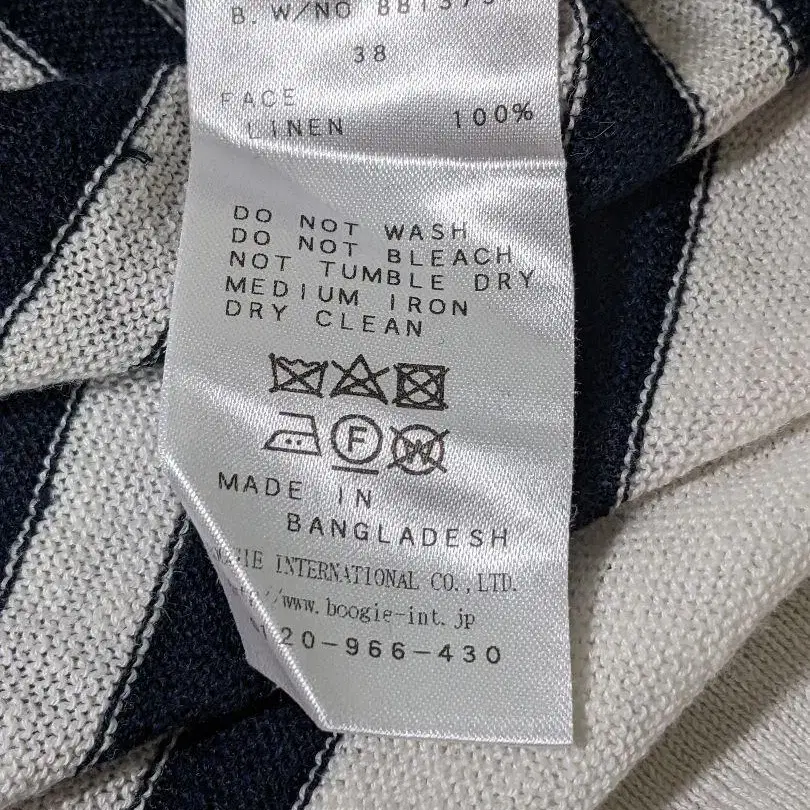 B. W/NO
38
FACE
LINEN 100%
DO NOT WASH
DO NOT BLEACH
NOT TUMBLE DRY
MEDIUM IRON
DRY CLEAN
F W
MADE IN
BANGLADESH
INTERNATIONAL CO.,LTD.
www.boogie-int.jp
20-966-430